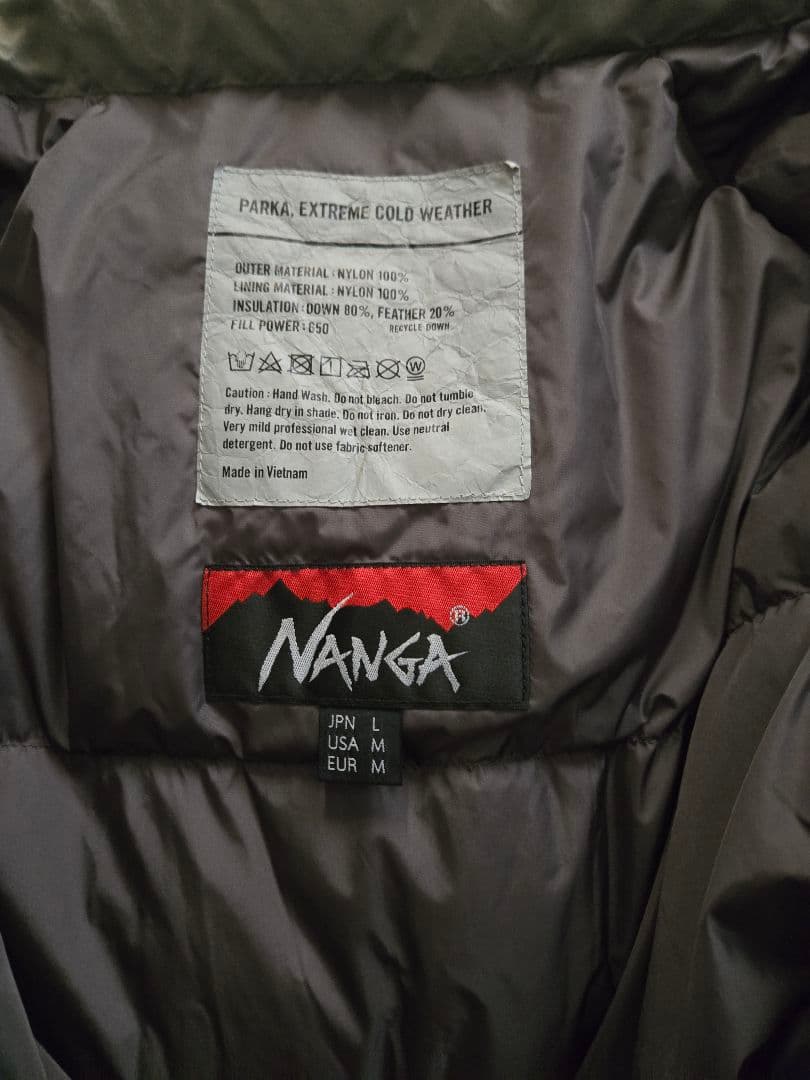 PARKA, EXTREME COLD WEATHER
OUTER MATERIAL : NYLON 100%
LINING MATERIAL : NYLON 100%
INSULATION : DOWN 80%, FEATHER 20%
FILL POWER : 650 RECYCLE DOWN
W
Caution : Hand Wash. Do not bleach. Do not tumble
dry. Hang dry in shade. Do not iron. Do not dry clean.
Very mild professional wet clean. Use neutral
detergent. Do not use fabric softener.
Made in Vietnam
NANGA ®
JPN L
USA M
EUR M